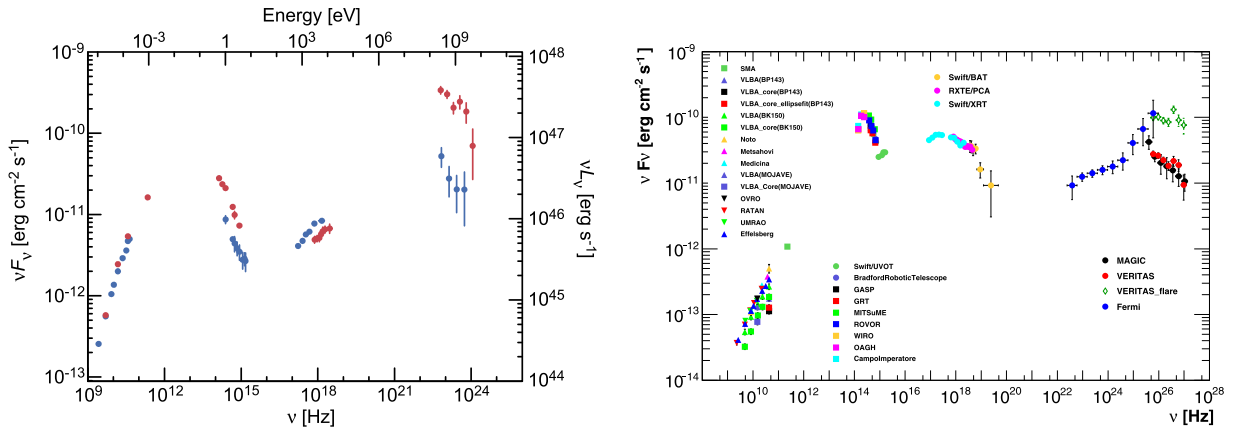 Energy [eV]
10⁻³ 1 10³ 10⁶ 10⁹
10⁻⁹
10⁻¹⁰
10⁻¹¹
10⁻¹²
10⁻¹³
10⁴⁸
10⁴⁷
10⁴⁶
10⁴⁵
10⁴⁴
νFν [erg cm⁻² s⁻¹]
νLν [erg s⁻¹]
10⁹ 10¹² 10¹⁵ 10¹⁸ 10²¹ 10²⁴
ν [Hz]
ν Fν [erg cm⁻² s⁻¹]
10⁻⁹
10⁻¹⁰
10⁻¹¹
10⁻¹²
10⁻¹³
10⁻¹⁴
SMA
VLBA(BP143)
VLBA_core(BP143)
VLBA_core_ellipsefit(BP143)
VLBA(BK150)
VLBA_core(BK150)
Noto
Metsahovi
Medicina
VLBA(MOJAVE)
VLBA_Core(MOJAVE)
OVRO
RATAN
UMRAO
Effelsberg
Swift/BAT
RXTE/PCA
Swift/XRT
Swift/UVOT
BradfordRoboticTelescope
GASP
GRT
MITSuME
ROVOR
WIRO
OAGH
CampoImperatore
MAGIC
VERITAS
VERITAS_flare
Fermi
10¹⁰ 10¹² 10¹⁴ 10¹⁶ 10¹⁸ 10²⁰ 10²² 10²⁴ 10²⁶ 10²⁸
ν [Hz]